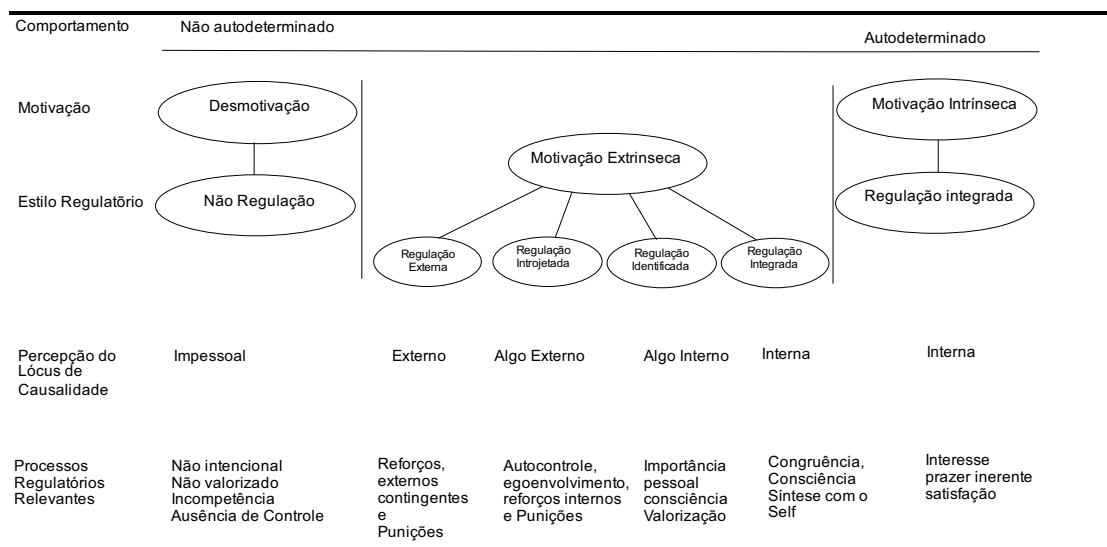 Comportamento
Não autodeterminado
Autodeterminado
Motivação
Desmotivação
Motivação Intrínseca
Motivação Extrinseca
Estilo Regulatõrio
Não Regulação
Regulação integrada
Regulação
Externa
Regulação
Introjetada
Regulação
Identificada
Regulação
Integrada
Percepção do
Lócus de
Causalidade
Impessoal
Externo
Algo Externo
Algo Interno
Interna
Interna
Processos
Regulatórios
Relevantes
Não intencional
Não valorizado
Incompetência
Ausência de Controle
Reforços,
externos
contingentes
e
Punições
Autocontrole,
egoenvolvimento,
reforços internos
e Punições
Importância
pessoal
consciência
Valorização
Congruência,
Consciência
Síntese com o
Self
Interesse
prazer inerente
satisfação